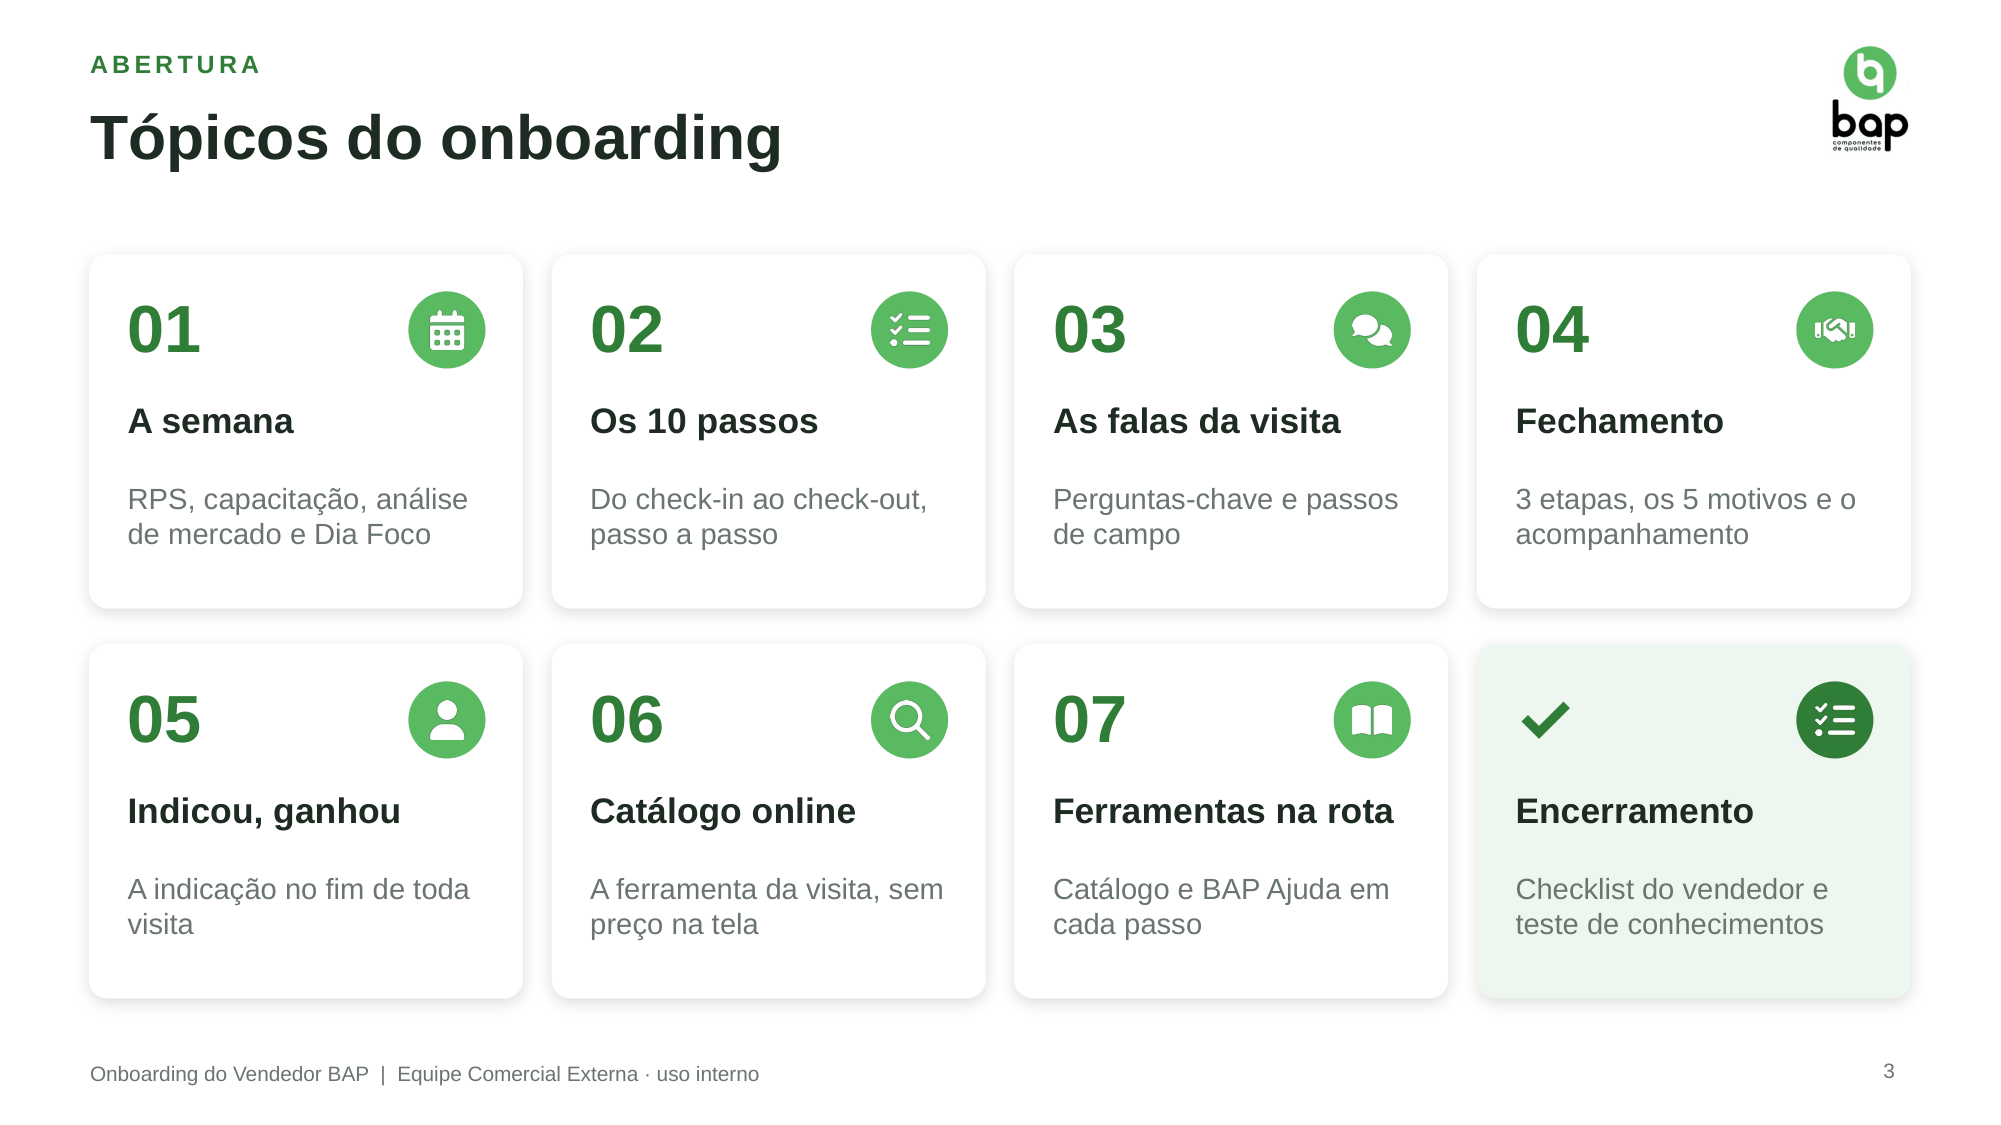 ABERTURA
Tópicos do onboarding
bap
componentes
de qualidade
01
A semana
RPS, capacitação, análise
de mercado e Dia Foco
02
Os 10 passos
Do check-in ao check-out,
passo a passo
03
As falas da visita
Perguntas-chave e passos
de campo
04
Fechamento
3 etapas, os 5 motivos e o
acompanhamento
05
Indicou, ganhou
A indicação no fim de toda
visita
06
Catálogo online
A ferramenta da visita, sem
preço na tela
07
Ferramentas na rota
Catálogo e BAP Ajuda em
cada passo
Encerramento
Checklist do vendedor e
teste de conhecimentos
Onboarding do Vendedor BAP | Equipe Comercial Externa · uso interno
3